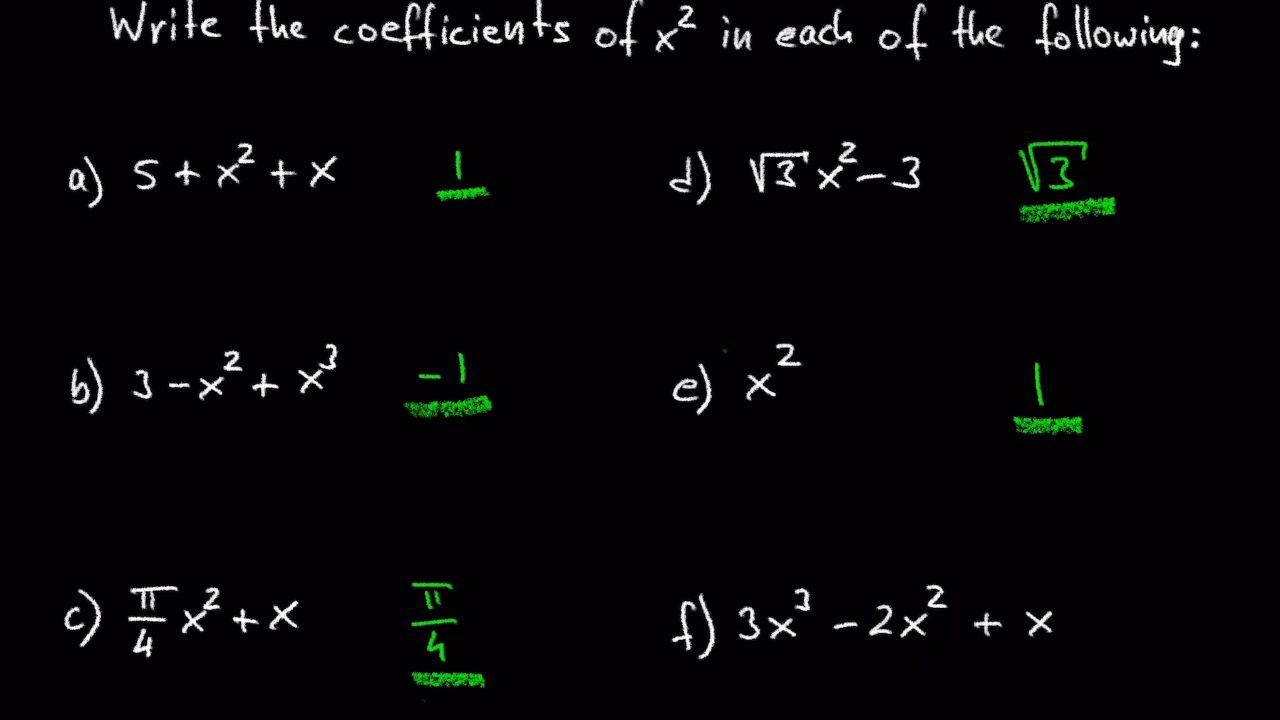 Write the coefficients of x² in each of the following:
a) 5 + x² + x 1
d) √3 x² - 3 √3
b) 3 - x² + x³ -1
e) x² 1
c) π/4 x² + x π/4
f) 3x³ - 2x² + x